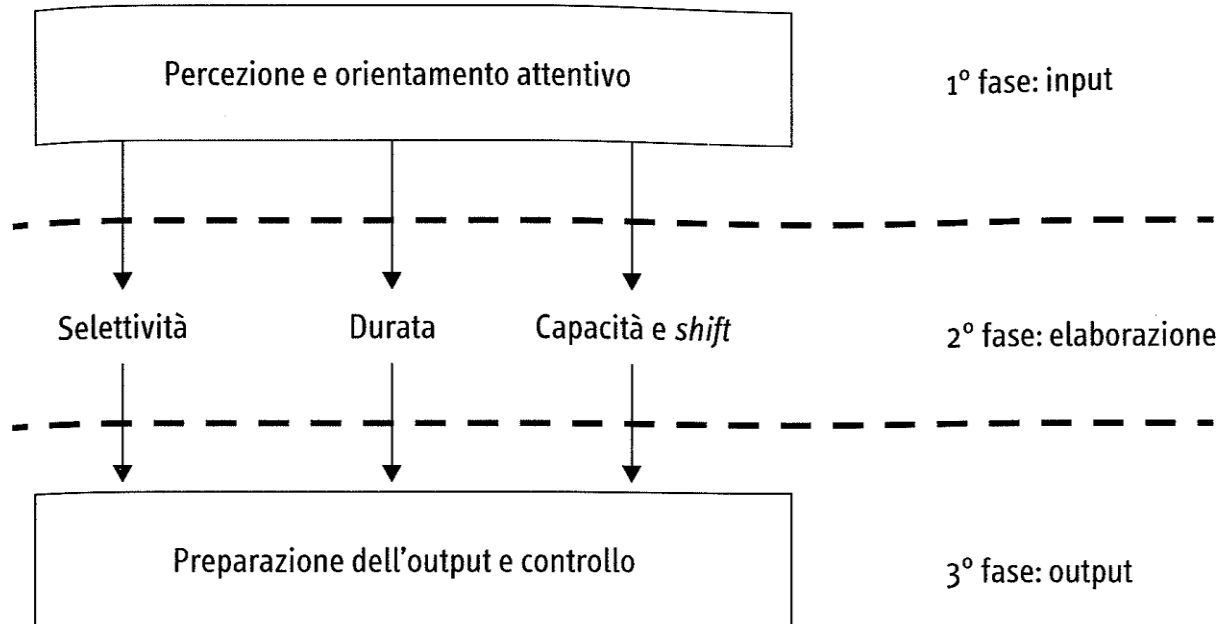 Percezione e orientamento attentivo
1° fase: input
Selettività
Durata
Capacità e shift
2° fase: elaborazione
Preparazione dell'output e controllo
3° fase: output